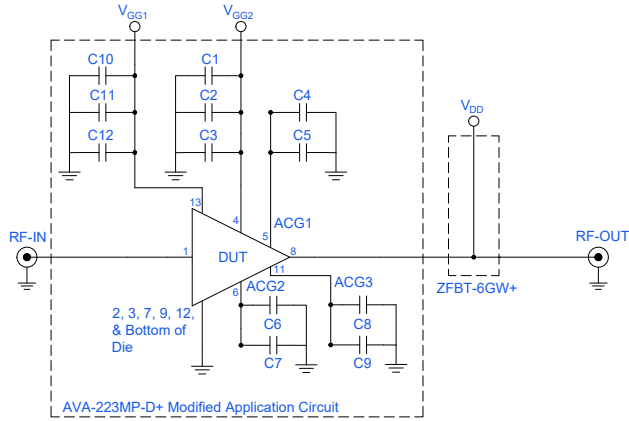 VGG1
VGG2
C10
C1
C11
C2
C4
C12
C3
C5
VDD
13
4
ACG1
5
RF-IN
1
DUT
8
RF-OUT
11
6
ACG2
ACG3
ZFBT-6GW+
2, 3, 7, 9, 12,
& Bottom of
Die
C6
C8
C7
C9
AVA-223MP-D+ Modified Application Circuit